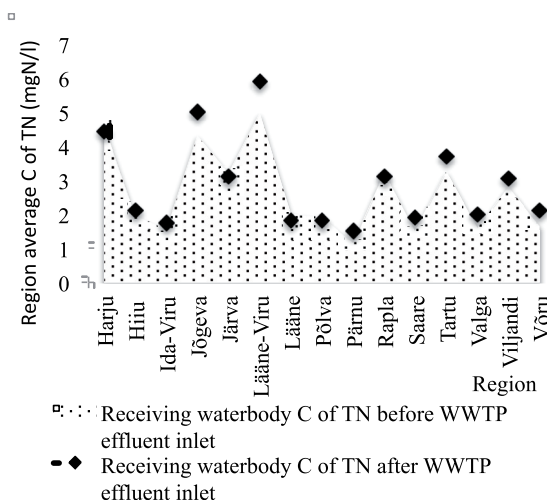 Region average C of TN (mgN/l)
7
6
5
4
3
2
1
0
Harju
Hiiu
Ida-Viru
Jõgeva
Järva
Lääne-Viru
Lääne
Põlva
Pärnu
Rapla
Saare
Tartu
Valga
Viljandi
Võru
Region
Receiving waterbody C of TN before WWTP
effluent inlet
Receiving waterbody C of TN after WWTP
effluent inlet